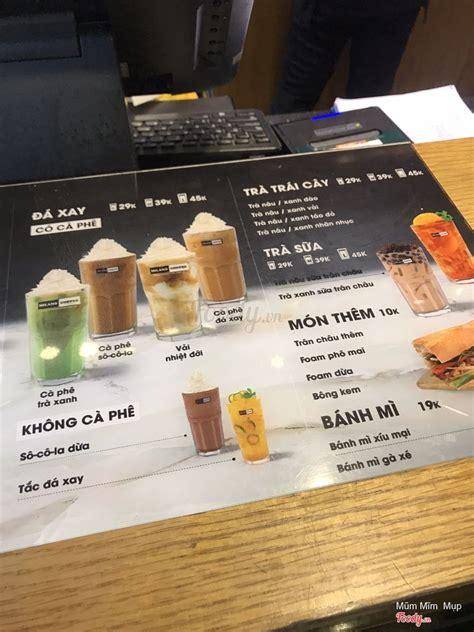 ĐÁ XAY 29K 39K 45K
CÓ CÀ PHÊ
MILANO COFFEE
MILANO COFFEE
Cà phê
trà xanh
Cà phê
sô-cô-la
Vải
nhiệt đới
Cà phê
đá xay
KHÔNG CÀ PHÊ
Sô-cô-la dừa
Tắc đá xay
TRÀ TRÁI CÂY 29K 39K 45K
Trà nâu / xanh đào
Trà nâu / xanh vải
Trà nâu / xanh táo đỏ
Trà nâu / xanh nhãn nhục
TRÀ SỮA
29K 39K 45K
Trà nâu sữa trân châu
Trà xanh sữa trân châu
MÓN THÊM 10K
Trân châu thêm
Foam phô mai
Foam dừa
Bông kem
BÁNH MÌ 19K
Bánh mì xíu mại
Bánh mì gà xé
Foody.vn
Mũm Mĩm Mụp
Foody.vn